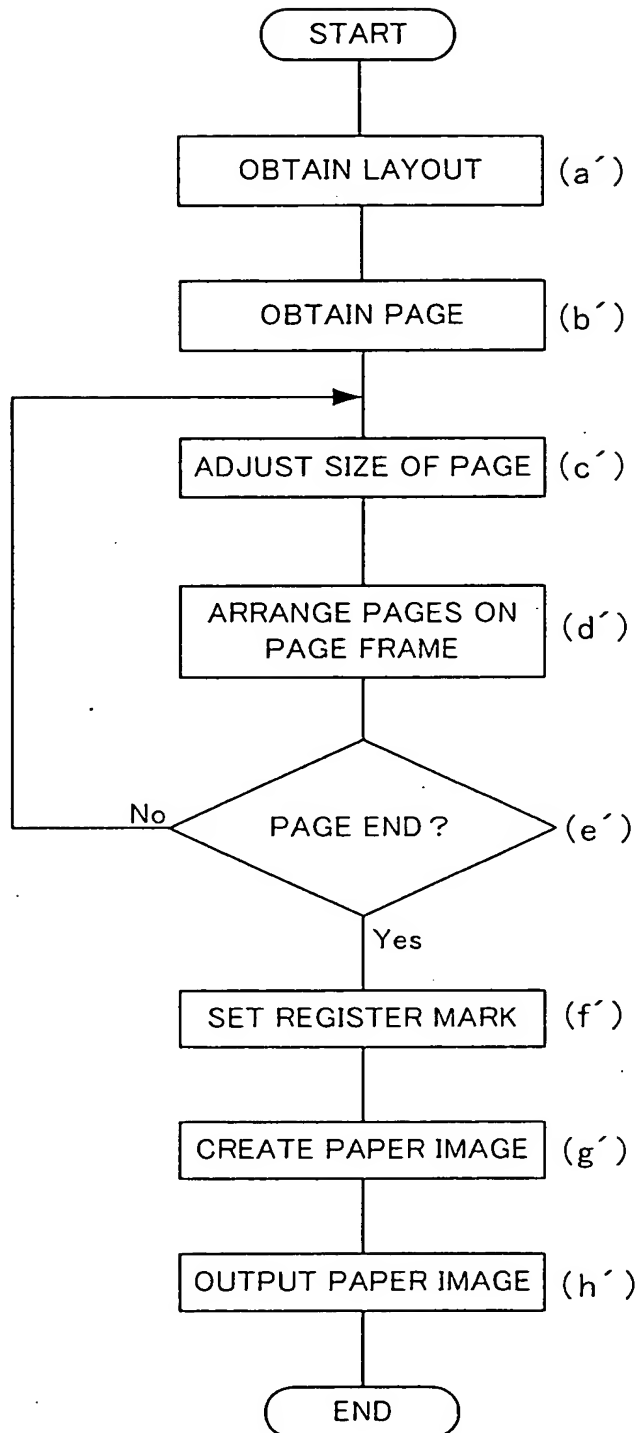 START
OBTAIN LAYOUT (a´)
OBTAIN PAGE (b´)
ADJUST SIZE OF PAGE (c´)
ARRANGE PAGES ON
PAGE FRAME (d´)
No PAGE END? (e´)
Yes
SET REGISTER MARK (f´)
CREATE PAPER IMAGE (g´)
OUTPUT PAPER IMAGE (h´)
END